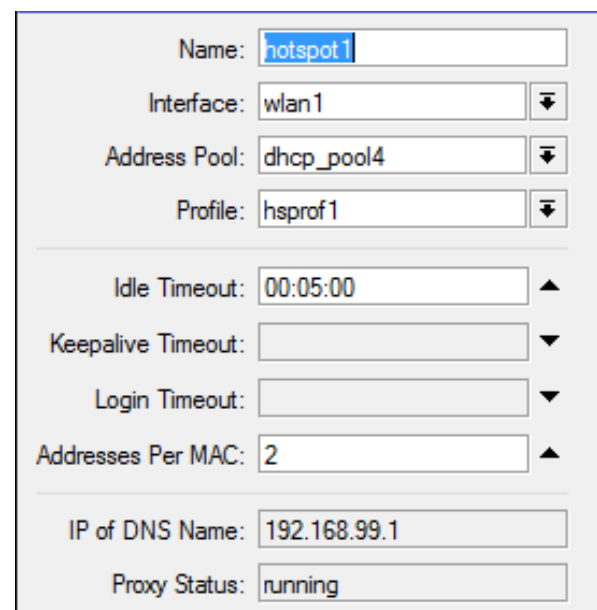 Name: hotspot1
Interface: wlan1
Address Pool: dhcp_pool4
Profile: hsprof1
Idle Timeout: 00:05:00
Keepalive Timeout:
Login Timeout:
Addresses Per MAC: 2
IP of DNS Name: 192.168.99.1
Proxy Status: running